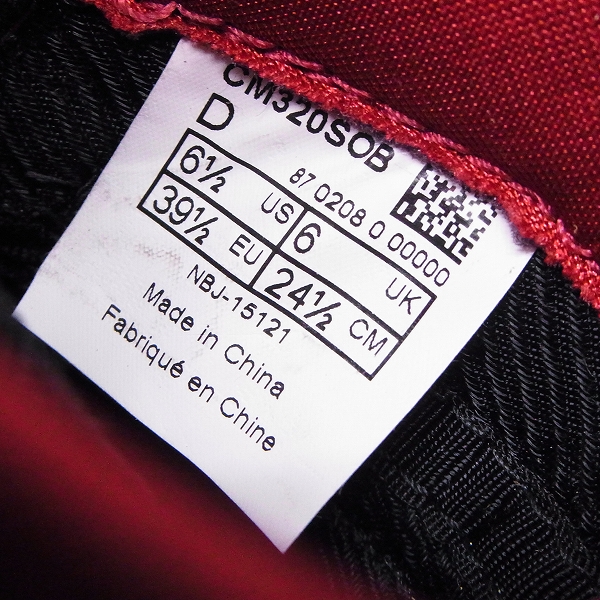 CM320SOB
D
87 0208 0 00000
6½ US 6 UK
39½ EU 24½ CM
NBJ-15121
Made in China
Fabriqué en Chine